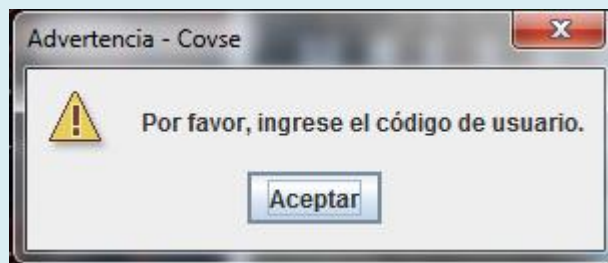 Advertencia - Covse
Por favor, ingrese el código de usuario.
Aceptar